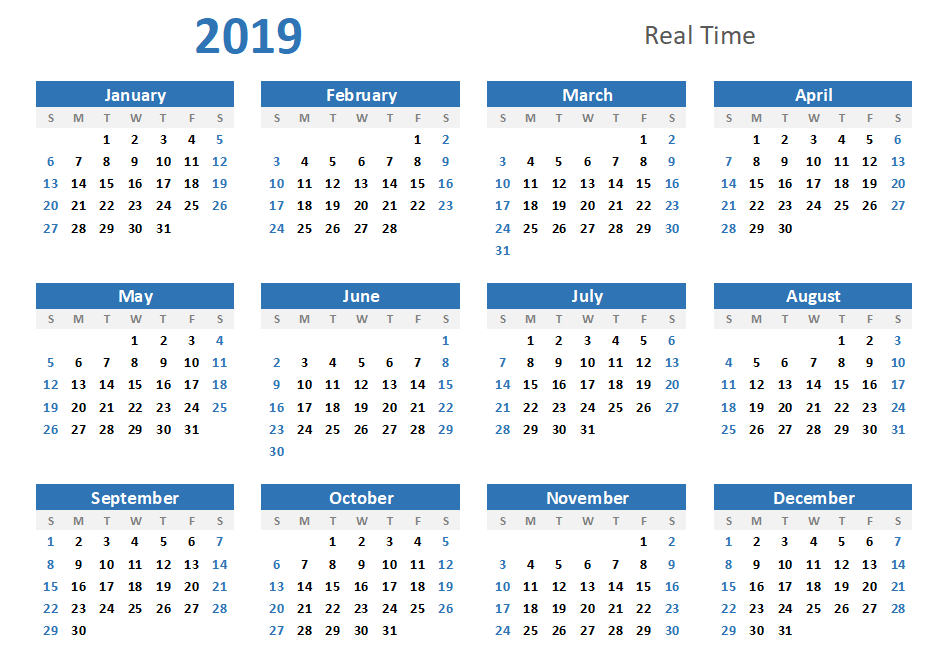 2019 Real Time
January February March April
S M T W T F S S M T W T F S S M T W T F S S M T W T F S
1 2 3 4 5 1 2 1 2 1 2 3 4 5 6
6 7 8 9 10 11 12 3 4 5 6 7 8 9 3 4 5 6 7 8 9 7 8 9 10 11 12 13
13 14 15 16 17 18 19 10 11 12 13 14 15 16 10 11 12 13 14 15 16 14 15 16 17 18 19 20
20 21 22 23 24 25 26 17 18 19 20 21 22 23 17 18 19 20 21 22 23 21 22 23 24 25 26 27
27 28 29 30 31 24 25 26 27 28 24 25 26 27 28 29 30 28 29 30
31
May June July August
S M T W T F S S M T W T F S S M T W T F S S M T W T F S
1 2 3 4 1 1 2 3 4 5 6 1 2 3
5 6 7 8 9 10 11 2 3 4 5 6 7 8 7 8 9 10 11 12 13 4 5 6 7 8 9 10
12 13 14 15 16 17 18 9 10 11 12 13 14 15 14 15 16 17 18 19 20 11 12 13 14 15 16 17
19 20 21 22 23 24 25 16 17 18 19 20 21 22 21 22 23 24 25 26 27 18 19 20 21 22 23 24
26 27 28 29 30 31 23 24 25 26 27 28 29 28 29 30 31 25 26 27 28 29 30 31
30
September October November December
S M T W T F S S M T W T F S S M T W T F S S M T W T F S
1 2 3 4 5 6 7 1 2 3 4 5 1 2 1 2 3 4 5 6 7
8 9 10 11 12 13 14 6 7 8 9 10 11 12 3 4 5 6 7 8 9 8 9 10 11 12 13 14
15 16 17 18 19 20 21 13 14 15 16 17 18 19 10 11 12 13 14 15 16 15 16 17 18 19 20 21
22 23 24 25 26 27 28 20 21 22 23 24 25 26 17 18 19 20 21 22 23 22 23 24 25 26 27 28
29 30 27 28 29 30 31 24 25 26 27 28 29 30 29 30 31